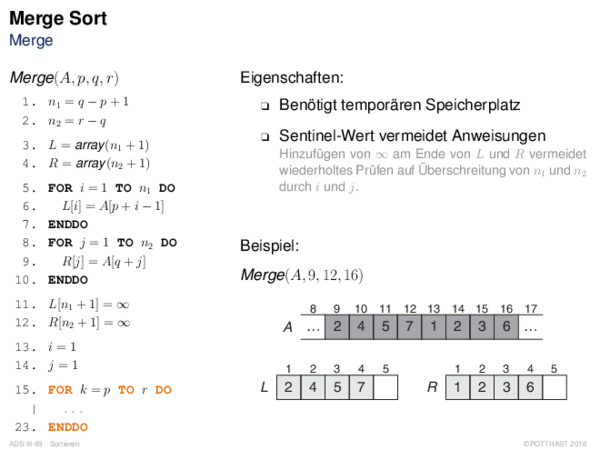 Merge Sort
Merge
Merge(A, p, q, r)
1. n₁ = q − p + 1
2. n₂ = r − q
3. L = array(n₁ + 1)
4. R = array(n₂ + 1)
5. FOR i = 1 TO n₁ DO
6. L[i] = A[p + i − 1]
7. ENDDO
8. FOR j = 1 TO n₂ DO
9. R[j] = A[q + j]
10. ENDDO
11. L[n₁ + 1] = ∞
12. R[n₂ + 1] = ∞
13. i = 1
14. j = 1
15. FOR k = p TO r DO
| ...
23. ENDDO
Eigenschaften:
❑ Benötigt temporären Speicherplatz
❑ Sentinel-Wert vermeidet Anweisungen
Hinzufügen von ∞ am Ende von L und R vermeidet
wiederholtes Prüfen auf Überschreitung von n₁ und n₂
durch i und j.
Beispiel:
Merge(A, 9, 12, 16)
8 9 10 11 12 13 14 15 16 17
A ... 2 4 5 7 1 2 3 6 ...
1 2 3 4 5
L 2 4 5 7
1 2 3 4 5
R 1 2 3 6
ADS:III-89 Sortieren
© POTTHAST 2018